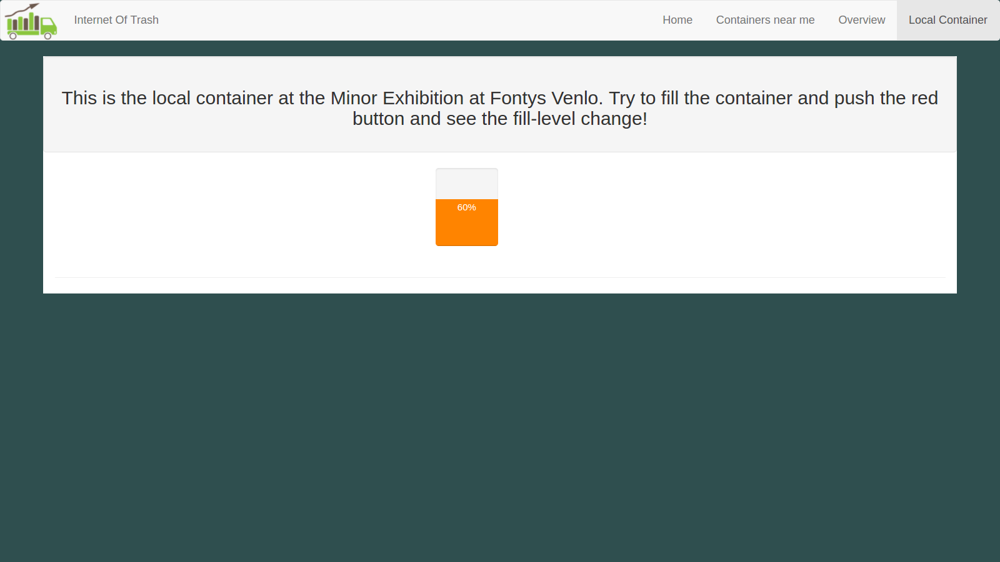 Internet Of Trash
Home
Containers near me
Overview
Local Container
This is the local container at the Minor Exhibition at Fontys Venlo. Try to fill the container and push the red
button and see the fill-level change!
60%